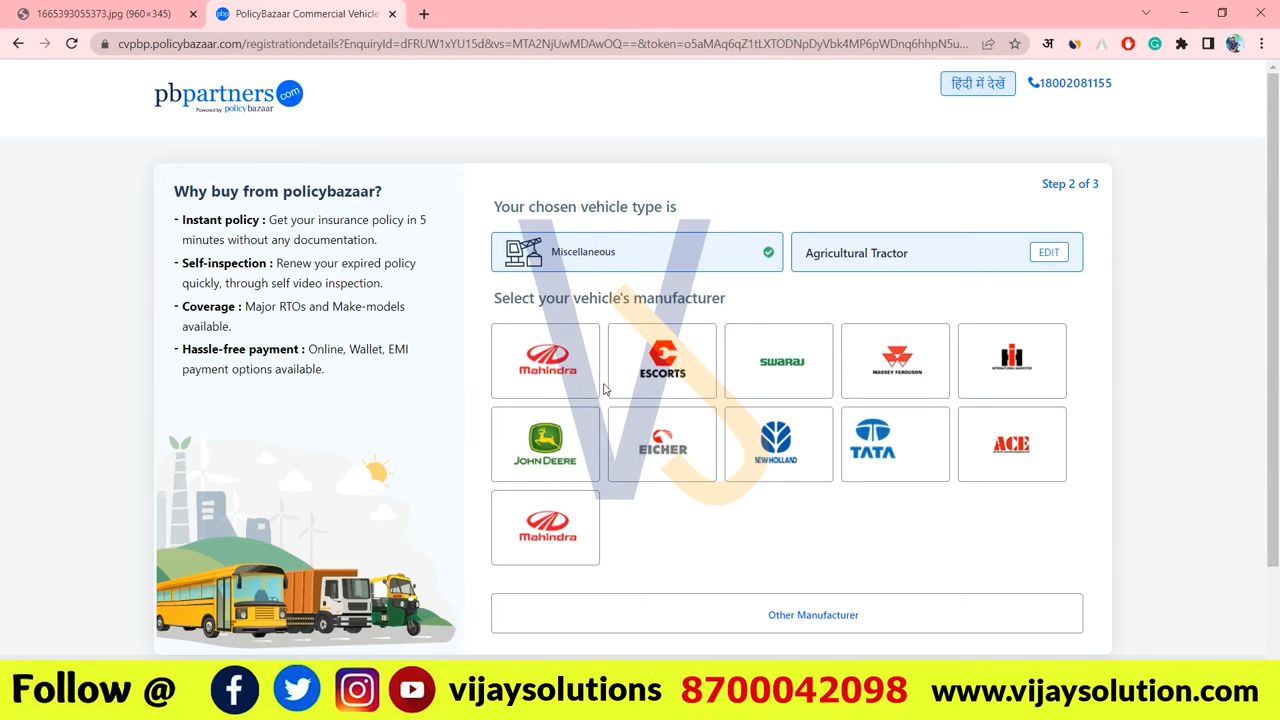 1665393055373.jpg (960×345)
pbp PolicyBazaar Commercial Vehicle
cvpbp.policybazaar.com/registrationdetails?EnquiryId=dFRUW1xYU15d&vs=MTA2NjUwMDAwOQ==&token=o5aMAq6qZ1tLXTODNpDyVbk4MP6pWDnq6hhpN5u...
अ
pbpartners.com
Powered by policybazaar
हिंदी में देखें
18002081155
Why buy from policybazaar?
- Instant policy : Get your insurance policy in 5
minutes without any documentation.
- Self-inspection : Renew your expired policy
quickly, through self video inspection.
- Coverage : Major RTOs and Make-models
available.
- Hassle-free payment : Online, Wallet, EMI
payment options available.
Step 2 of 3
Your chosen vehicle type is
Miscellaneous
Agricultural Tractor
EDIT
Select your vehicle's manufacturer
Mahindra
ESCORTS
SWARAJ
MASSEY FERGUSON
INTERNATIONAL HARVESTER
JOHN DEERE
EICHER
NEW HOLLAND
TATA
ACE
Mahindra
Other Manufacturer
VJ
Follow @ vijaysolutions 8700042098 www.vijaysolution.com